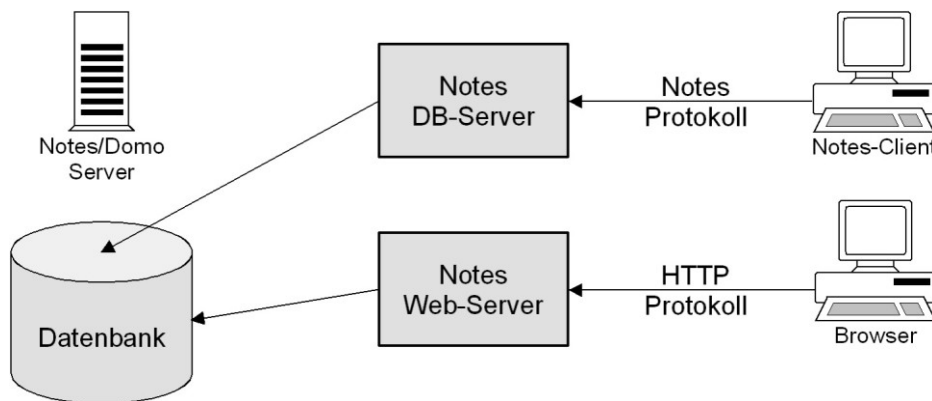 Notes/Domo
Server
Notes
DB-Server
Notes
Protokoll
Notes-Client
Datenbank
Notes
Web-Server
HTTP
Protokoll
Browser